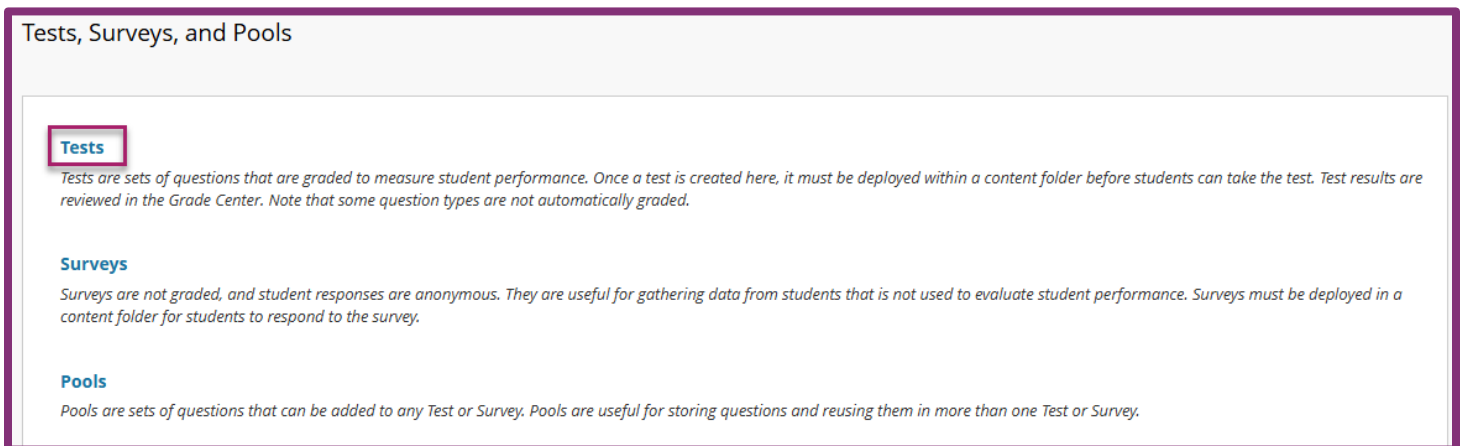 Tests, Surveys, and Pools
Tests
Tests are sets of questions that are graded to measure student performance. Once a test is created here, it must be deployed within a content folder before students can take the test. Test results are
reviewed in the Grade Center. Note that some question types are not automatically graded.
Surveys
Surveys are not graded, and student responses are anonymous. They are useful for gathering data from students that is not used to evaluate student performance. Surveys must be deployed in a
content folder for students to respond to the survey.
Pools
Pools are sets of questions that can be added to any Test or Survey. Pools are useful for storing questions and reusing them in more than one Test or Survey.